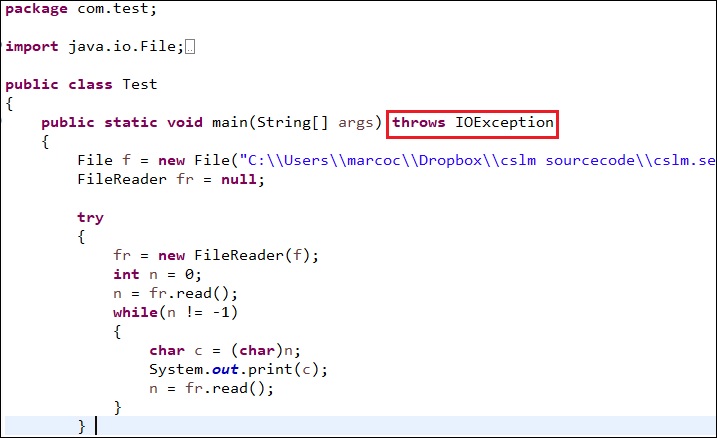 package com.test;
import java.io.File;
public class Test
{
public static void main(String[] args) throws IOException
{
File f = new File("C:\\Users\\marcoc\\Dropbox\\cslm sourcecode\\cslm.se
FileReader fr = null;
try
{
fr = new FileReader(f);
int n = 0;
n = fr.read();
while(n != -1)
{
char c = (char)n;
System.out.print(c);
n = fr.read();
}
}